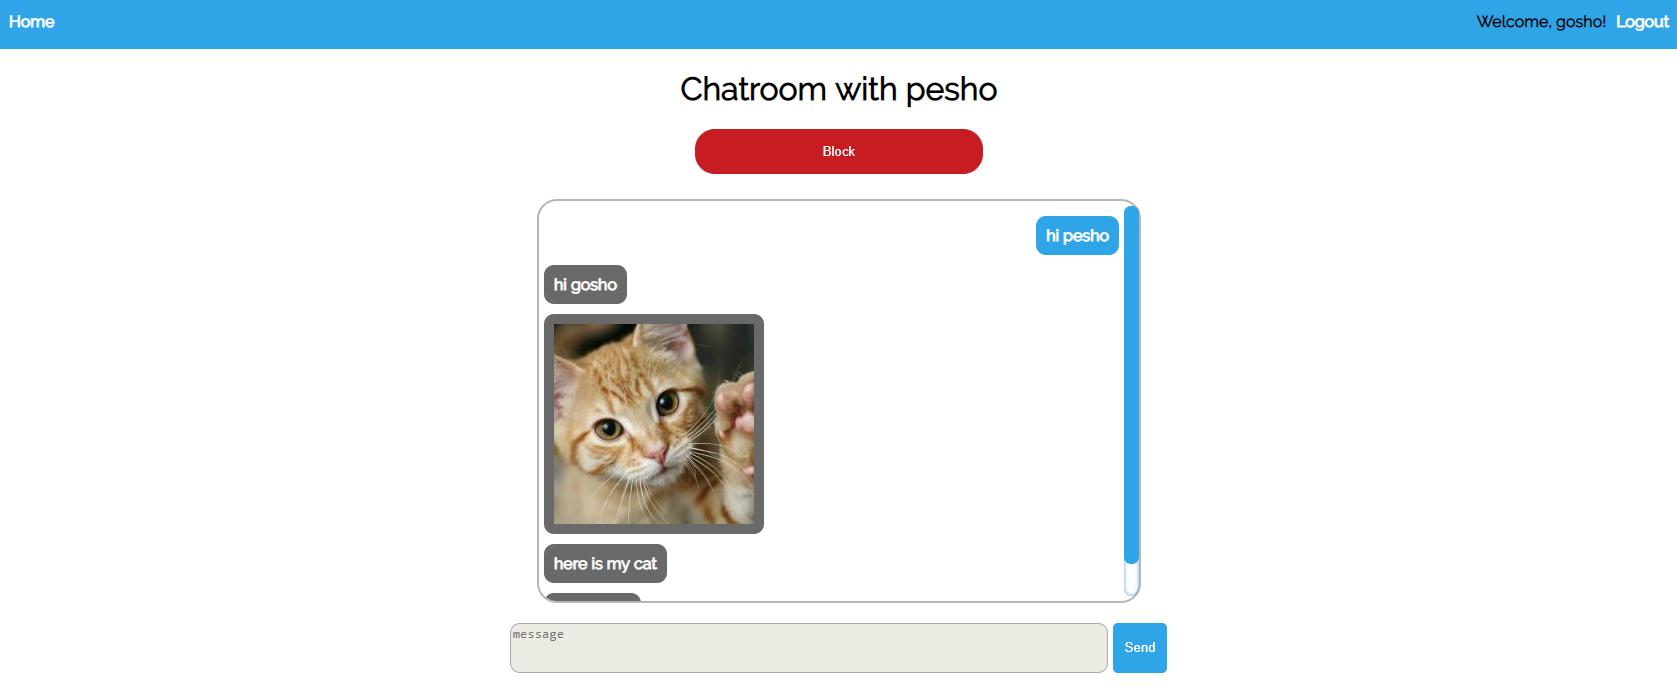 Home
Welcome, gosho! Logout
Chatroom with pesho
Block
hi pesho
hi gosho
here is my cat
message
Send